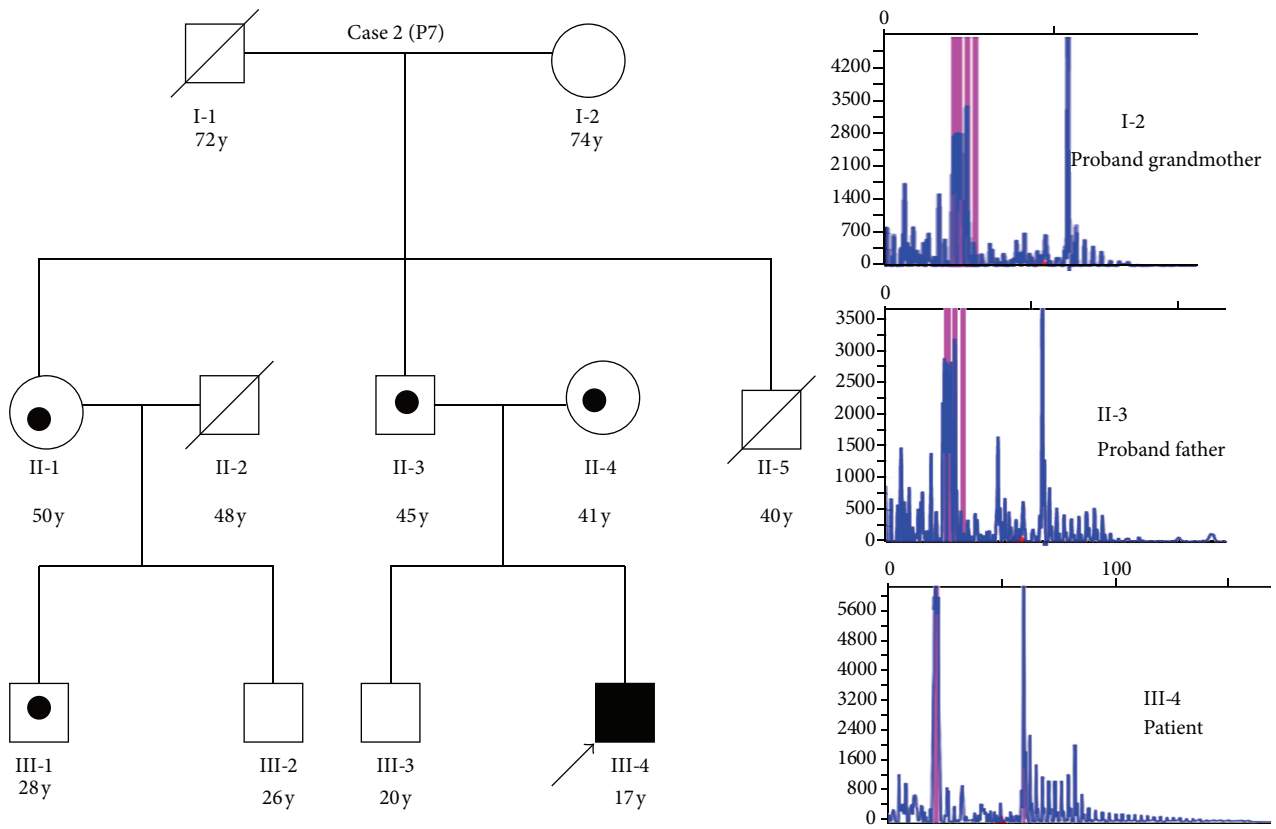 Case 2 (P7)
I-1
72 y
I-2
74 y
II-1
50 y
II-2
48 y
II-3
45 y
II-4
41 y
II-5
40 y
III-1
28 y
III-2
26 y
III-3
20 y
III-4
17 y
0
4200
3500
2800
2100
1400
700
0
I-2
Proband grandmother
0
3500
3000
2500
2000
1500
1000
500
0
II-3
Proband father
0 100
5600
4800
4000
3200
2400
1600
800
0
III-4
Patient